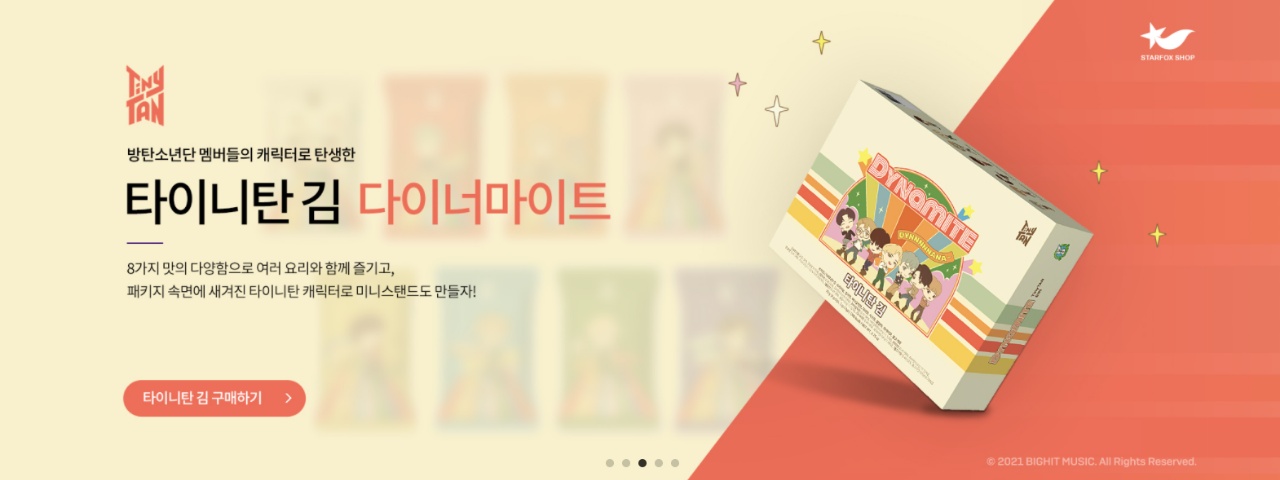 TINY
TAN
STARFOX SHOP
방탄소년단 멤버들의 캐릭터로 탄생한
타이니탄 김 다이너마이트
8가지 맛의 다양함으로 여러 요리와 함께 즐기고,
패키지 속면에 새겨진 타이니탄 캐릭터로 미니스탠드도 만들자!
타이니탄 김 구매하기
DYNAMITE
DYNNNNNANANA
타이니탄 김
TINY
TAN
© 2021 BIGHIT MUSIC. All Rights Reserved.